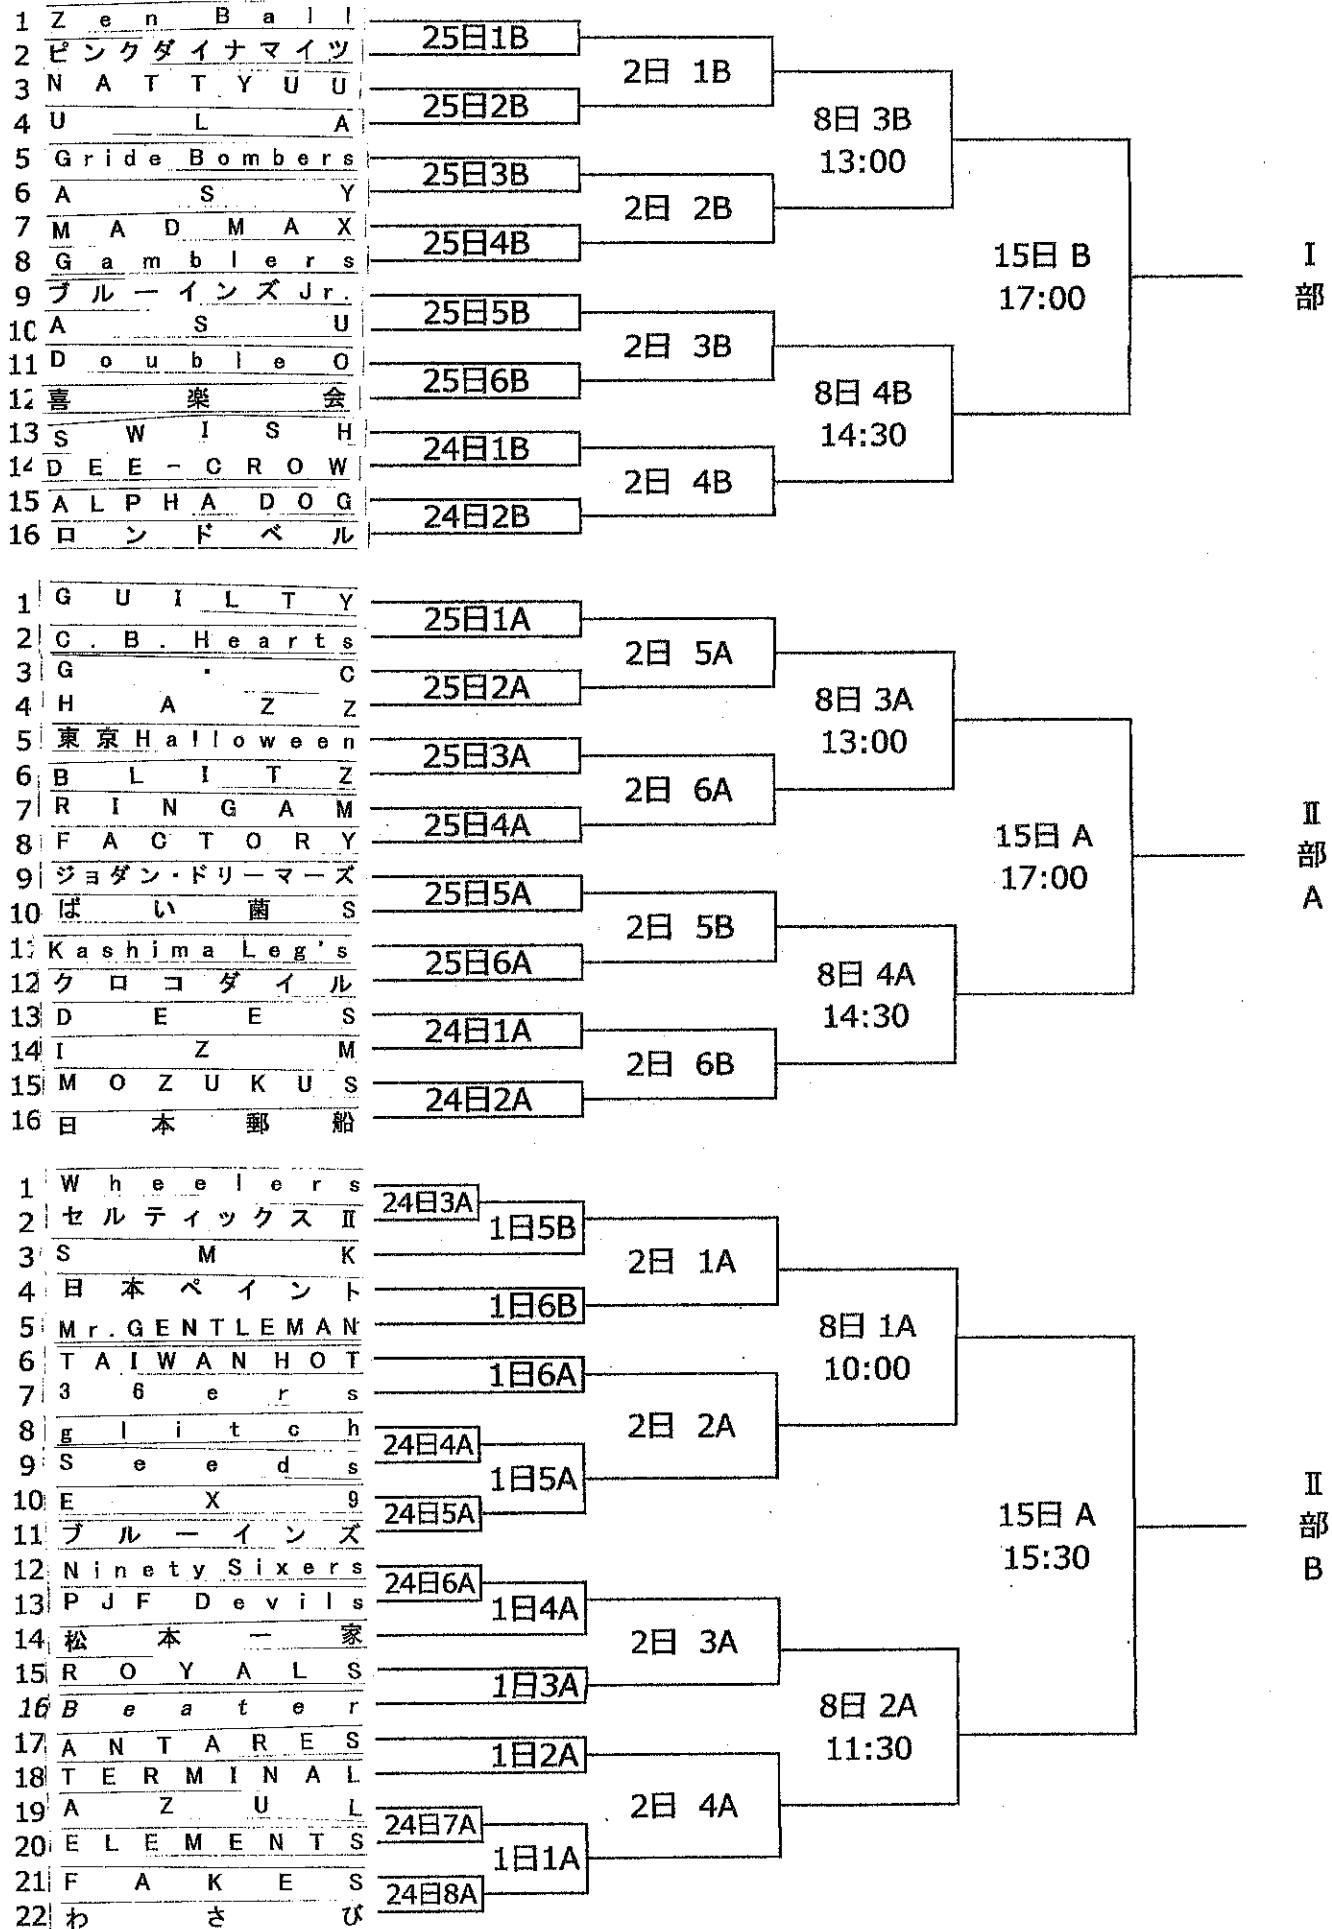 1 Zen Ball
2 ピンクダイナマイツ
25日1B
3 NATTYUU
4 ULA
25日2B
2日 1B
5 Gride Bombers
6 ASY
25日3B
7 MADMAX
8 Gamblers
25日4B
2日 2B
8日 3B
13:00
9 ブルーインズJr.
10 ASU
25日5B
11 DoubleO
12 喜楽会
25日6B
2日 3B
13 SWISH
14 DEE-CROW
24日1B
15 ALPHA DOG
16 ロンドベル
24日2B
2日 4B
8日 4B
14:30
15日 B
17:00
I
部
1 GUILTY
2 C.B.Hearts
25日1A
3 G・C
4 HAZZ
25日2A
2日 5A
5 東京Halloween
6 BLITZ
25日3A
7 RINGAM
8 FACTORY
25日4A
2日 6A
8日 3A
13:00
9 ジョダン・ドリーマーズ
10 ばい菌S
25日5A
11 Kashima Leg's
12 クロコダイル
25日6A
2日 5B
13 DEES
14 IZM
24日1A
15 MOZUKUS
16 日本郵船
24日2A
2日 6B
8日 4A
14:30
15日 A
17:00
II
部
A
1 Wheelers
2 セルティックスII
24日3A
3 SMK
1日5B
4 日本ペイント
5 Mr.GENTLEMAN
1日6B
2日 1A
6 TAIWANHOT
7 36ers
1日6A
8 glitch
9 Seeds
24日4A
10 EX9
11 ブルーインズ
24日5A
1日5A
2日 2A
8日 1A
10:00
12 Ninety Sixers
13 PJF Devils
24日6A
14 松本一家
1日4A
15 ROYALS
16 Beater
1日3A
2日 3A
17 ANTARES
18 TERMINAL
1日2A
19 AZUL
20 ELEMENTS
24日7A
21 FAKES
22 わさび
24日8A
1日1A
2日 4A
8日 2A
11:30
15日 A
15:30
II
部
B